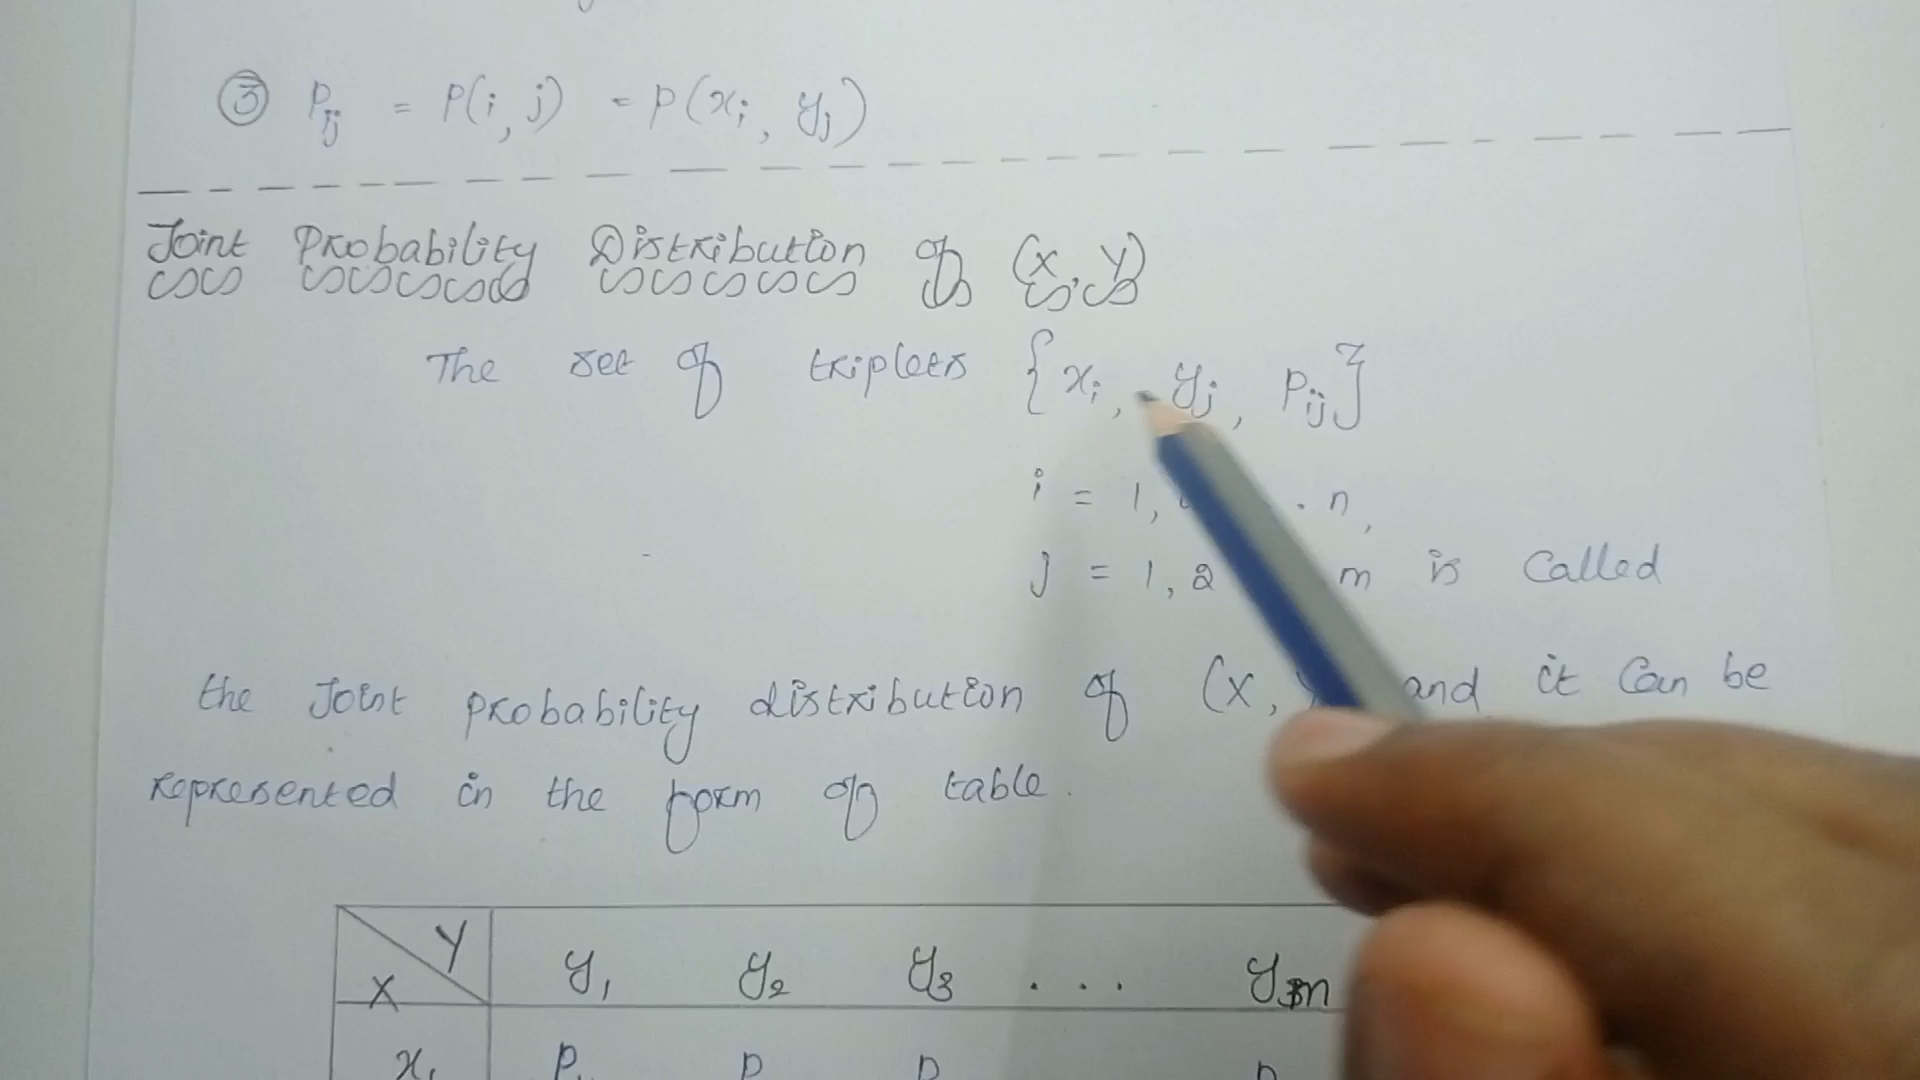 ③ Pij = P(i, j) = P(xi, yj)
Joint Probability Distribution of (X, Y)
The set of triplets {xi, yj, Pij}
i = 1, . n,
j = 1, 2 m is called
the Joint probability distribution of (X, and it can be
represented in the form of table.
Y
X y1 y2 y3 . . . ym
x1 P P P P